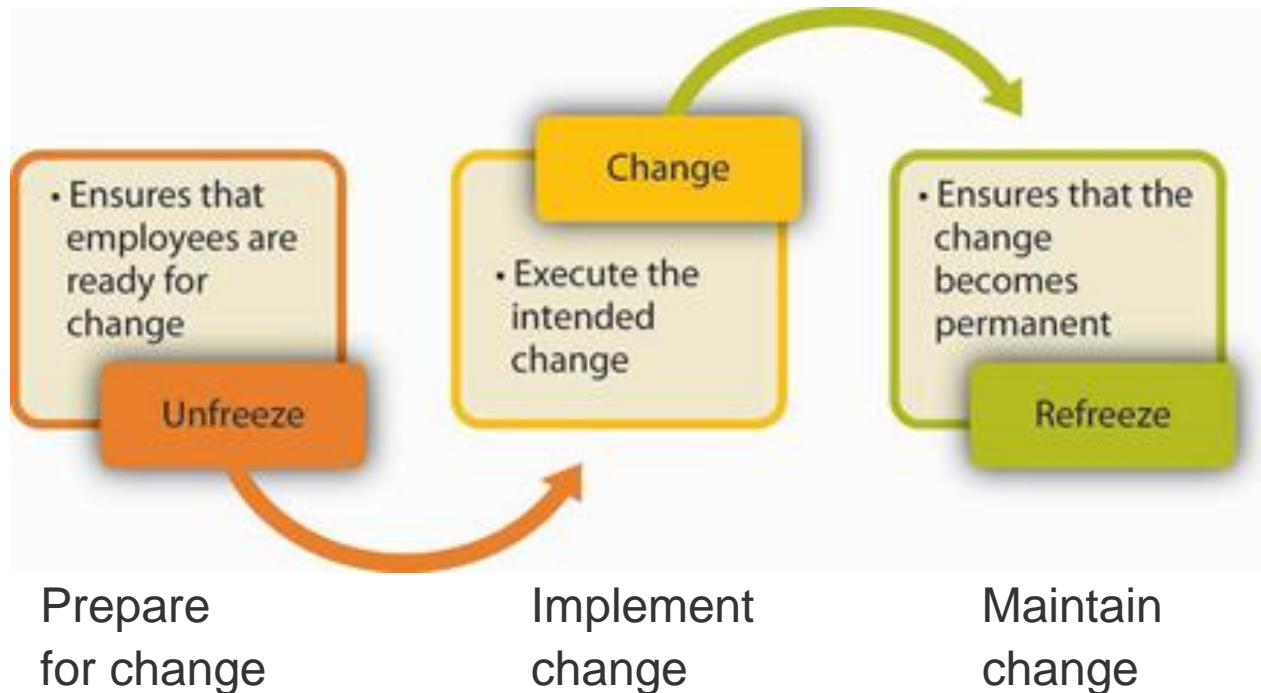 • Ensures that
employees are
ready for
change
Unfreeze
Change
• Execute the
intended
change
• Ensures that the
change
becomes
permanent
Refreeze
Prepare
for change
Implement
change
Maintain
change